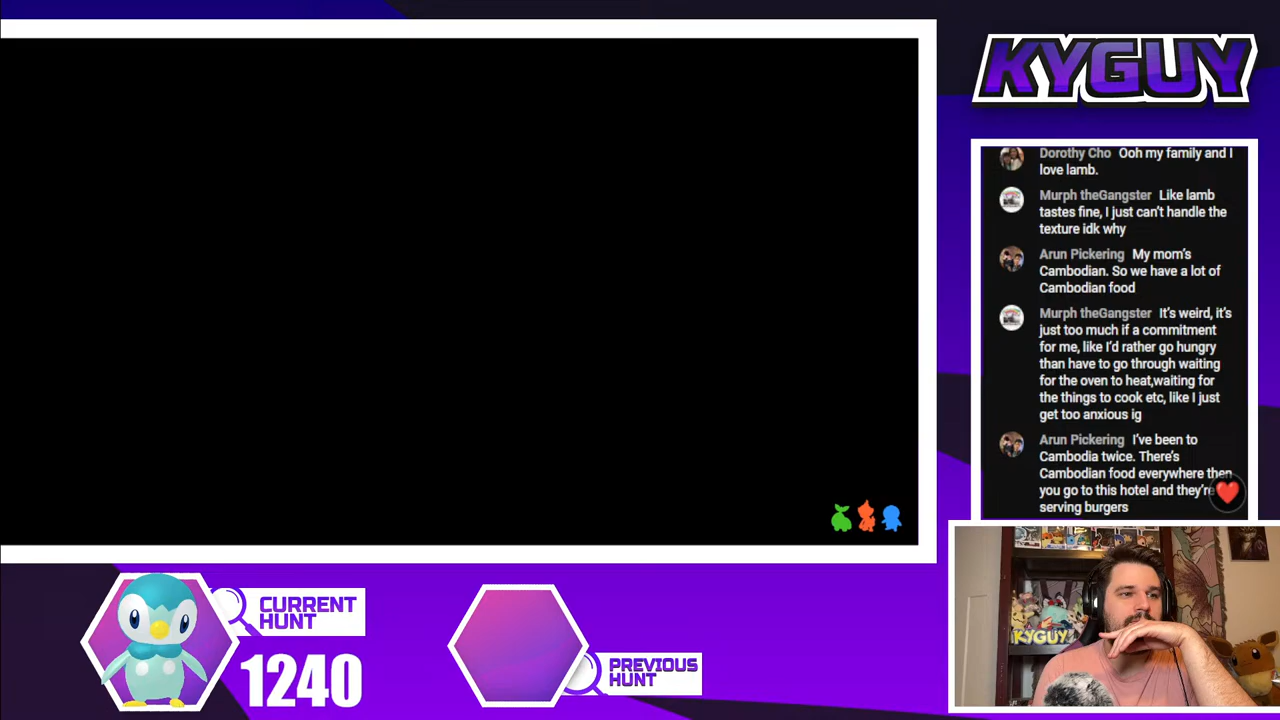 KYGUY
Dorothy Cho Ooh my family and I
love lamb.
Murph theGangster Like lamb
tastes fine, I just can't handle the
texture idk why
Arun Pickering My mom's
Cambodian. So we have a lot of
Cambodian food
Murph theGangster It's weird, it's
just too much if a commitment
for me, like I'd rather go hungry
than have to go through waiting
for the oven to heat,waiting for
the things to cook etc, like I just
get too anxious ig
Arun Pickering I've been to
Cambodia twice. There's
Cambodian food everywhere then
you go to this hotel and they're
serving burgers
KYGUY
CURRENT
HUNT
1240
PREVIOUS
HUNT